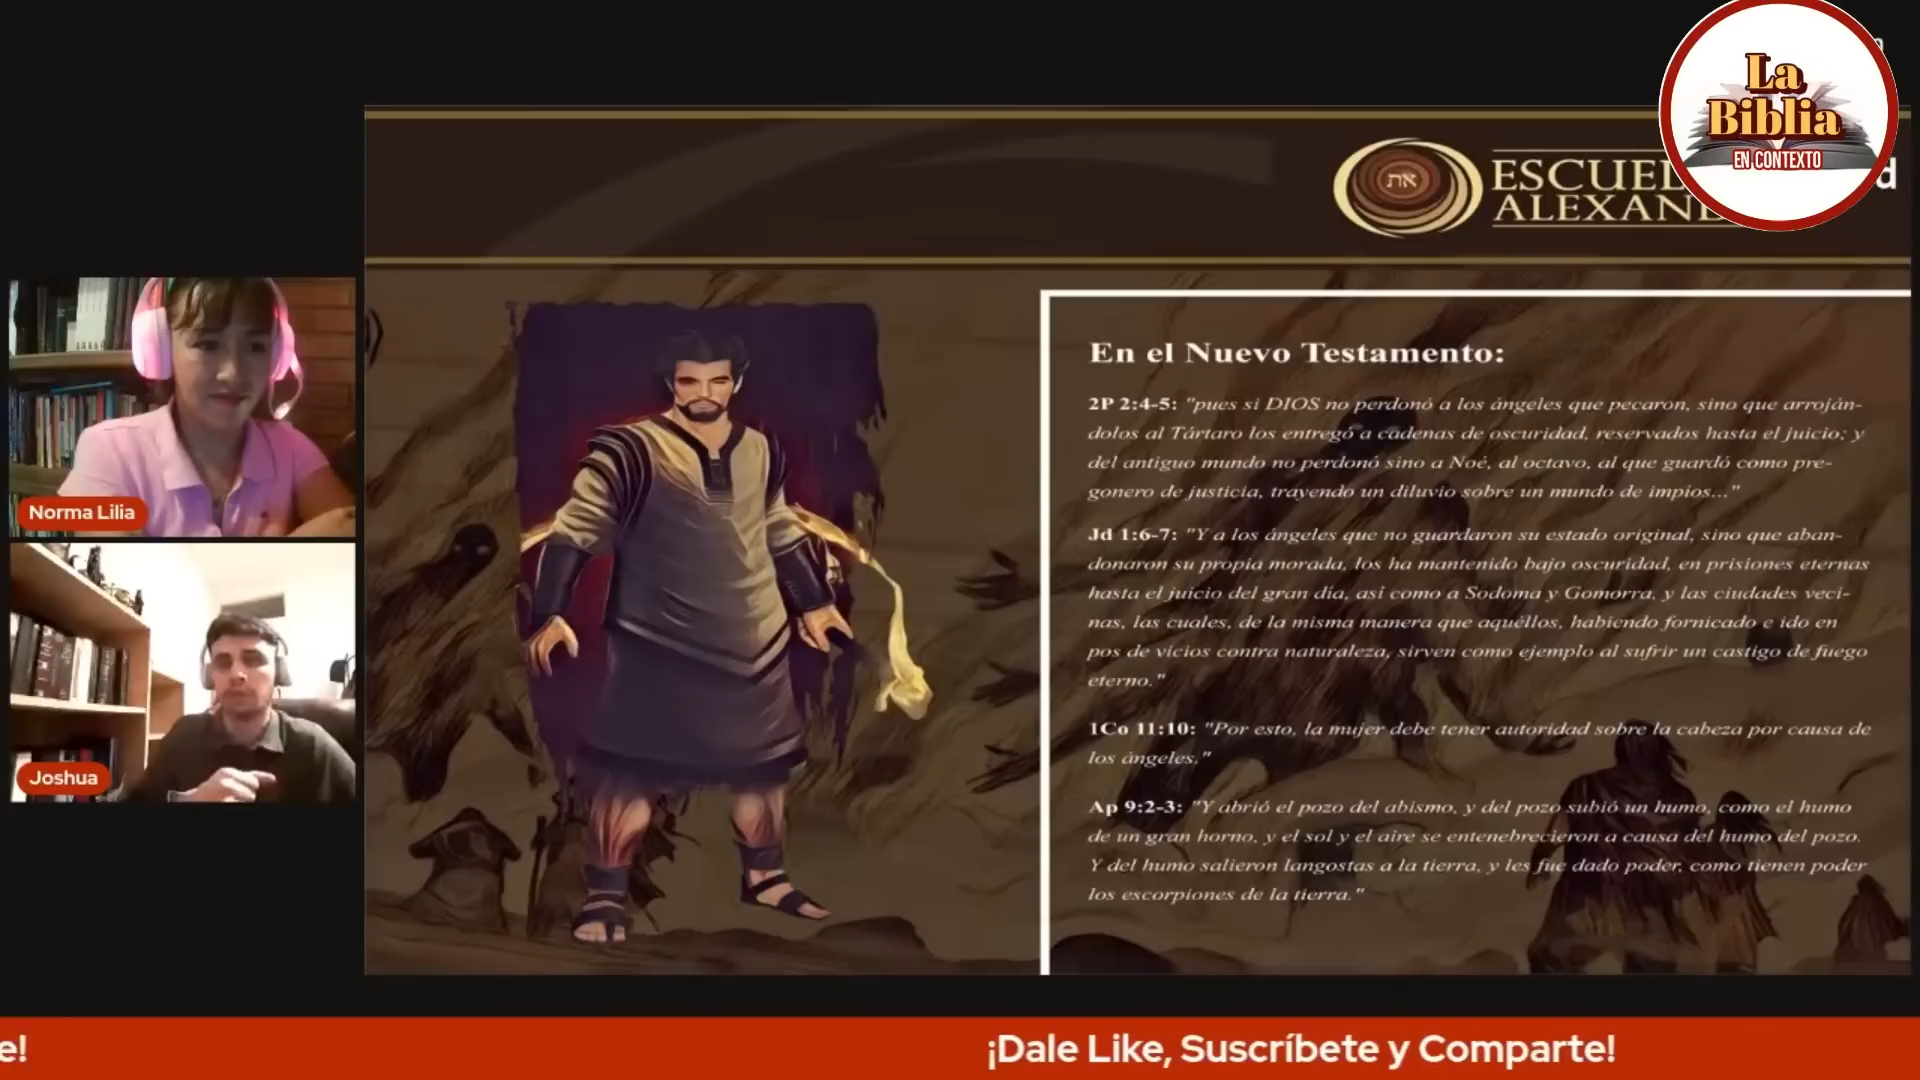 La
Biblia
EN CONTEXTO
את
ESCUEL
ALEXAN
d
En el Nuevo Testamento:
2P 2:4-5: "pues si DIOS no perdonó a los ángeles que pecaron, sino que arroján-
dolos al Tártaro los entregó a cadenas de oscuridad, reservados hasta el juicio; y
del antiguo mundo no perdonó sino a Noé, al octavo, al que guardó como pre-
gonero de justicia, trayendo un diluvio sobre un mundo de impíos..."
Jd 1:6-7: "Y a los ángeles que no guardaron su estado original, sino que aban-
donaron su propia morada, los ha mantenido bajo oscuridad, en prisiones eternas
hasta el juicio del gran día, así como a Sodoma y Gomorra, y las ciudades veci-
nas, las cuales, de la misma manera que aquéllos, habiendo fornicado e ido en
pos de vicios contra naturaleza, sirven como ejemplo al sufrir un castigo de fuego
eterno."
1Co 11:10: "Por esto, la mujer debe tener autoridad sobre la cabeza por causa de
los ángeles."
Ap 9:2-3: "Y abrió el pozo del abismo, y del pozo subió un humo, como el humo
de un gran horno, y el sol y el aire se entenebrecieron a causa del humo del pozo.
Y del humo salieron langostas a la tierra, y les fue dado poder, como tienen poder
los escorpiones de la tierra."
Norma Lilia
Joshua
e!
¡Dale Like, Suscríbete y Comparte!